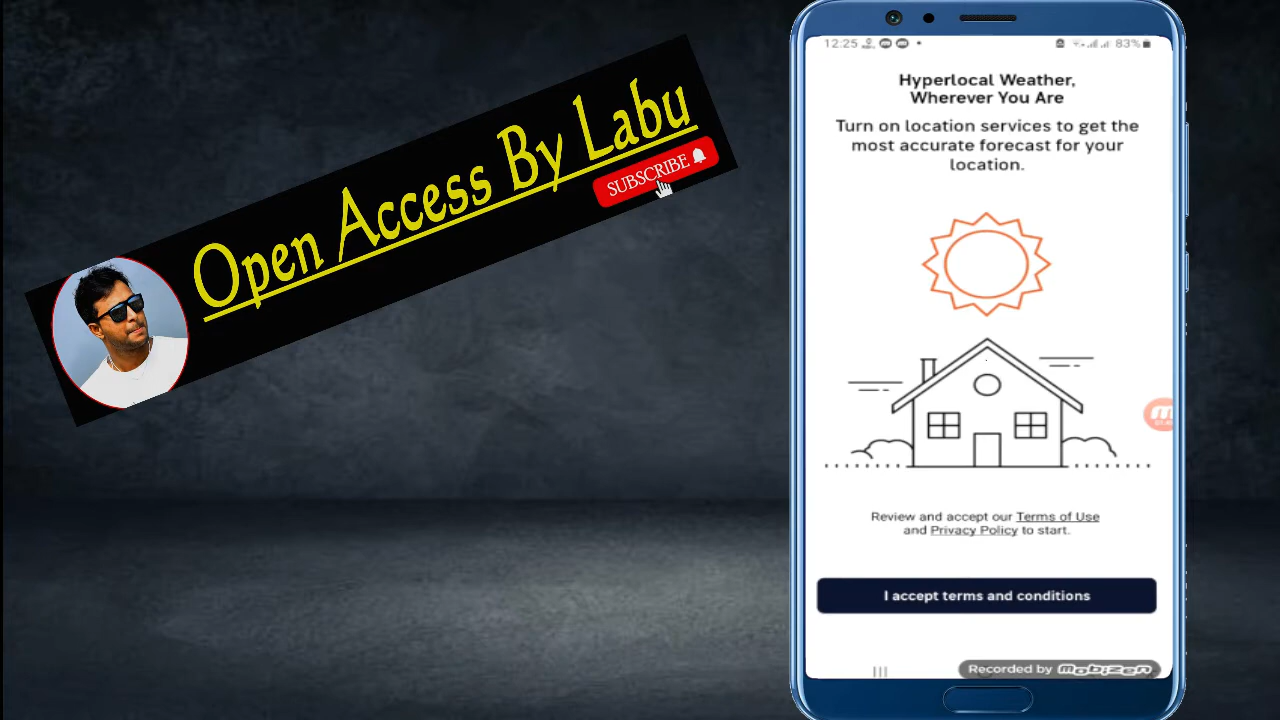 Open Access By Labu
SUBSCRIBE
12:25
83%
Hyperlocal Weather,
Wherever You Are
Turn on location services to get the
most accurate forecast for your
location.
Review and accept our Terms of Use
and Privacy Policy to start.
I accept terms and conditions
Recorded by mobizen